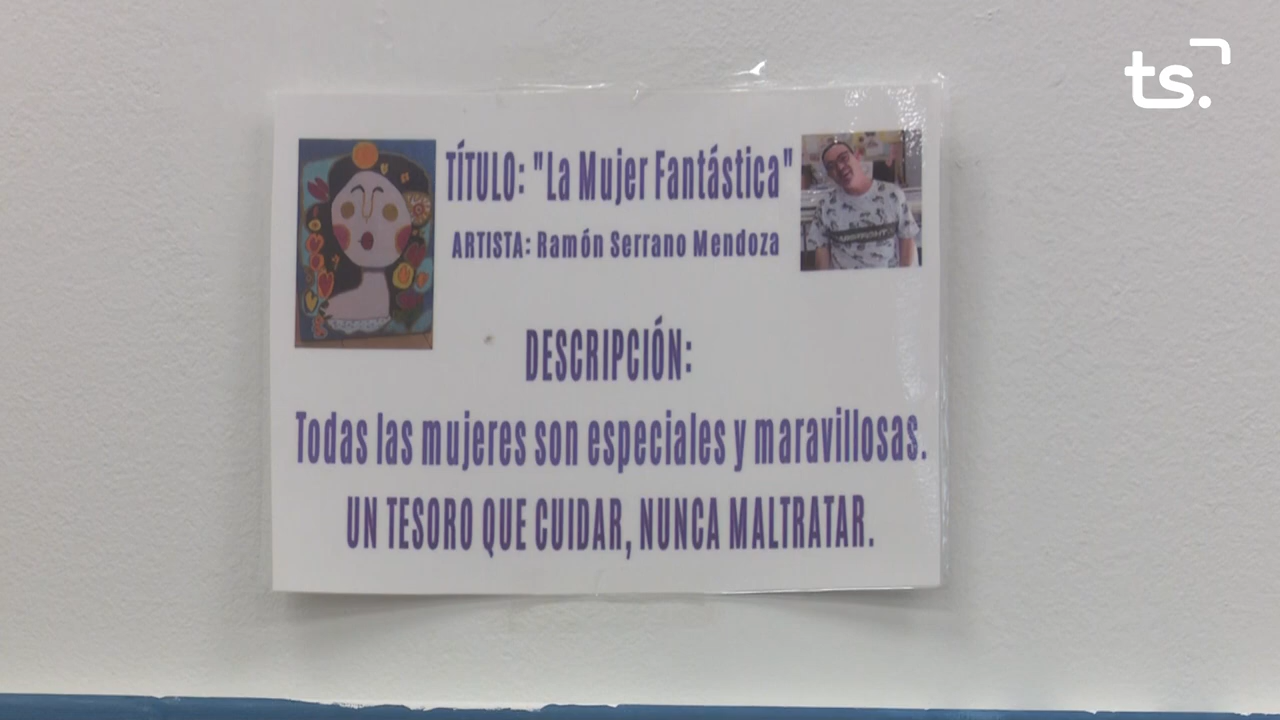 ts.
TÍTULO: "La Mujer Fantástica"
ARTISTA: Ramón Serrano Mendoza
DESCRIPCIÓN:
Todas las mujeres son especiales y maravillosas.
UN TESORO QUE CUIDAR, NUNCA MALTRATAR.